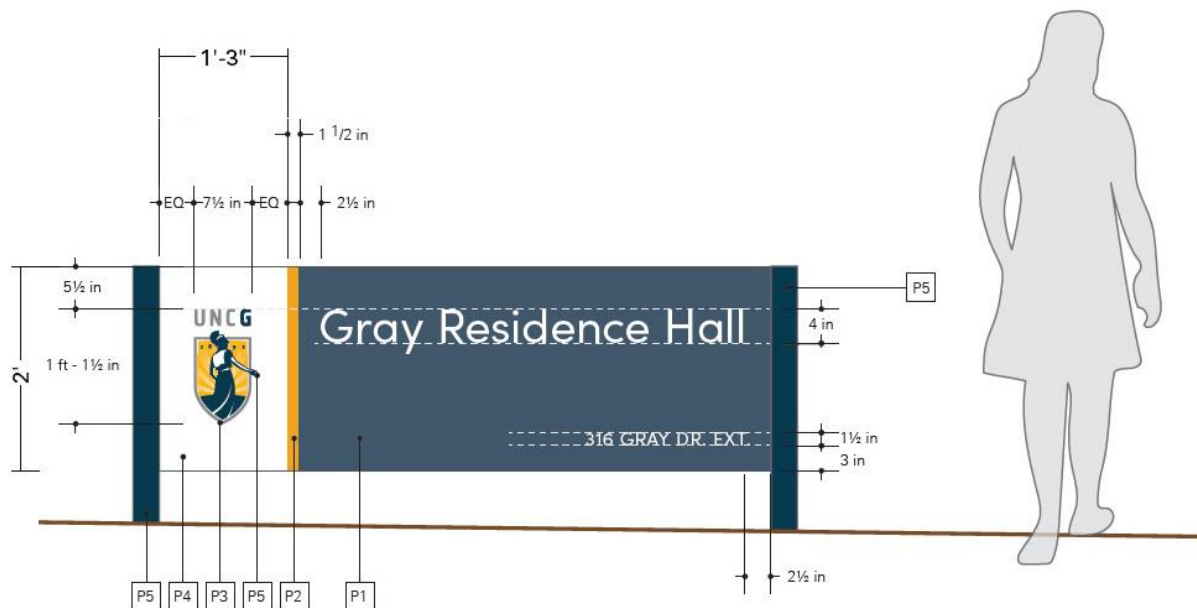 1'-3"
1 1/2 in
EQ 7½ in EQ 2½ in
5½ in
P5
UNCG
Gray Residence Hall
4 in
1 ft - 1½ in
2'
316 GRAY DR. EXT.
1½ in
3 in
2½ in
P5 P4 P3 P5 P2 P1